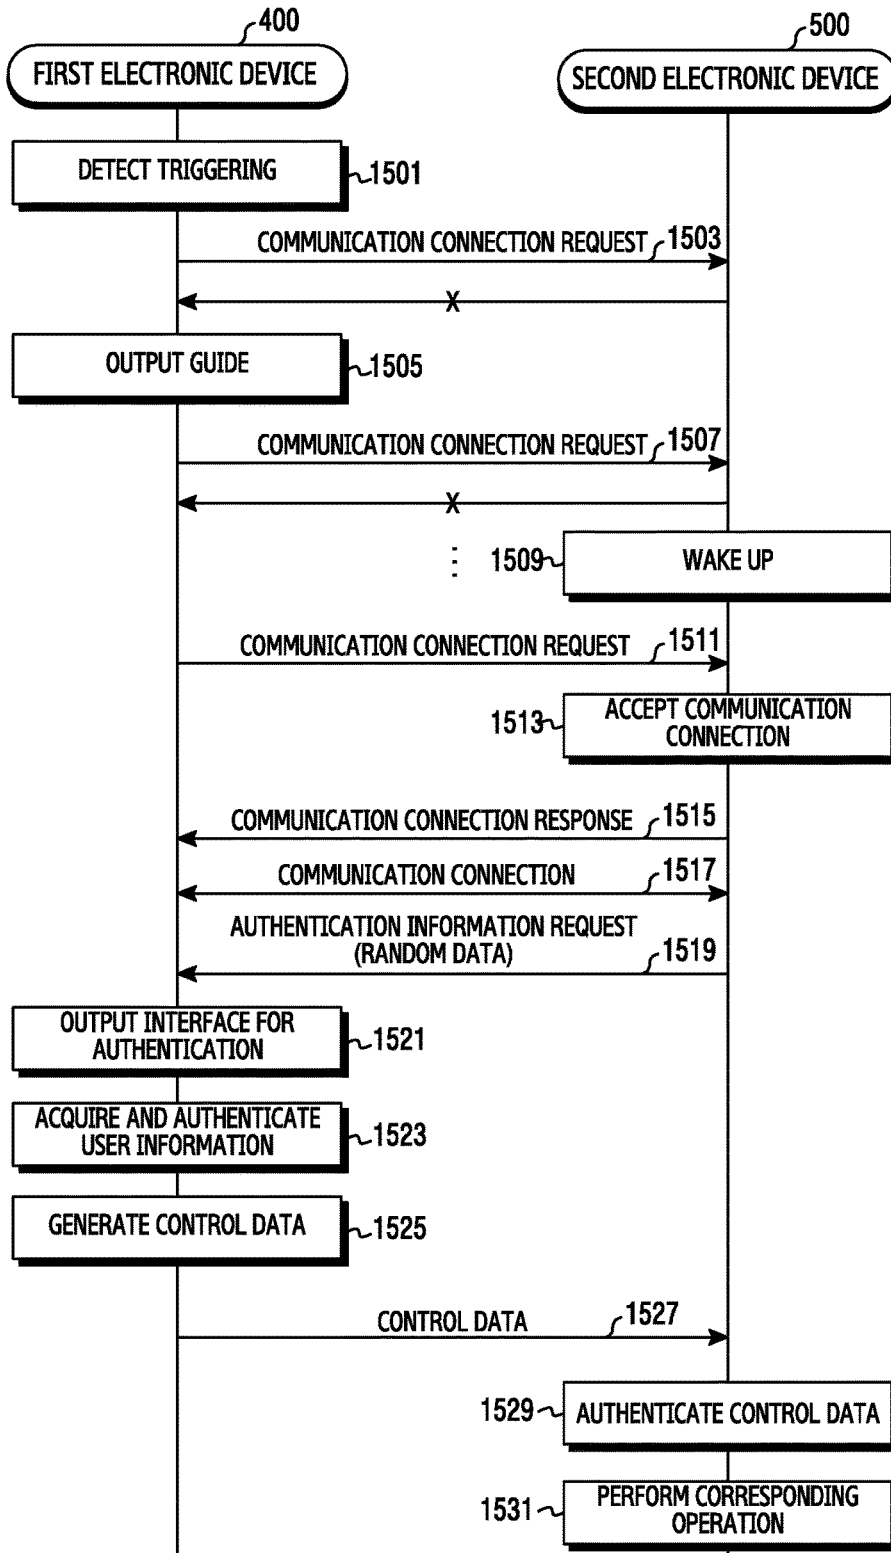 400
500
FIRST ELECTRONIC DEVICE
SECOND ELECTRONIC DEVICE
DETECT TRIGGERING
1501
COMMUNICATION CONNECTION REQUEST
1503
X
OUTPUT GUIDE
1505
COMMUNICATION CONNECTION REQUEST
1507
X
1509
WAKE UP
COMMUNICATION CONNECTION REQUEST
1511
1513
ACCEPT COMMUNICATION
CONNECTION
COMMUNICATION CONNECTION RESPONSE
1515
COMMUNICATION CONNECTION
1517
AUTHENTICATION INFORMATION REQUEST
(RANDOM DATA)
1519
OUTPUT INTERFACE FOR
AUTHENTICATION
1521
ACQUIRE AND AUTHENTICATE
USER INFORMATION
1523
GENERATE CONTROL DATA
1525
CONTROL DATA
1527
1529
AUTHENTICATE CONTROL DATA
1531
PERFORM CORRESPONDING
OPERATION